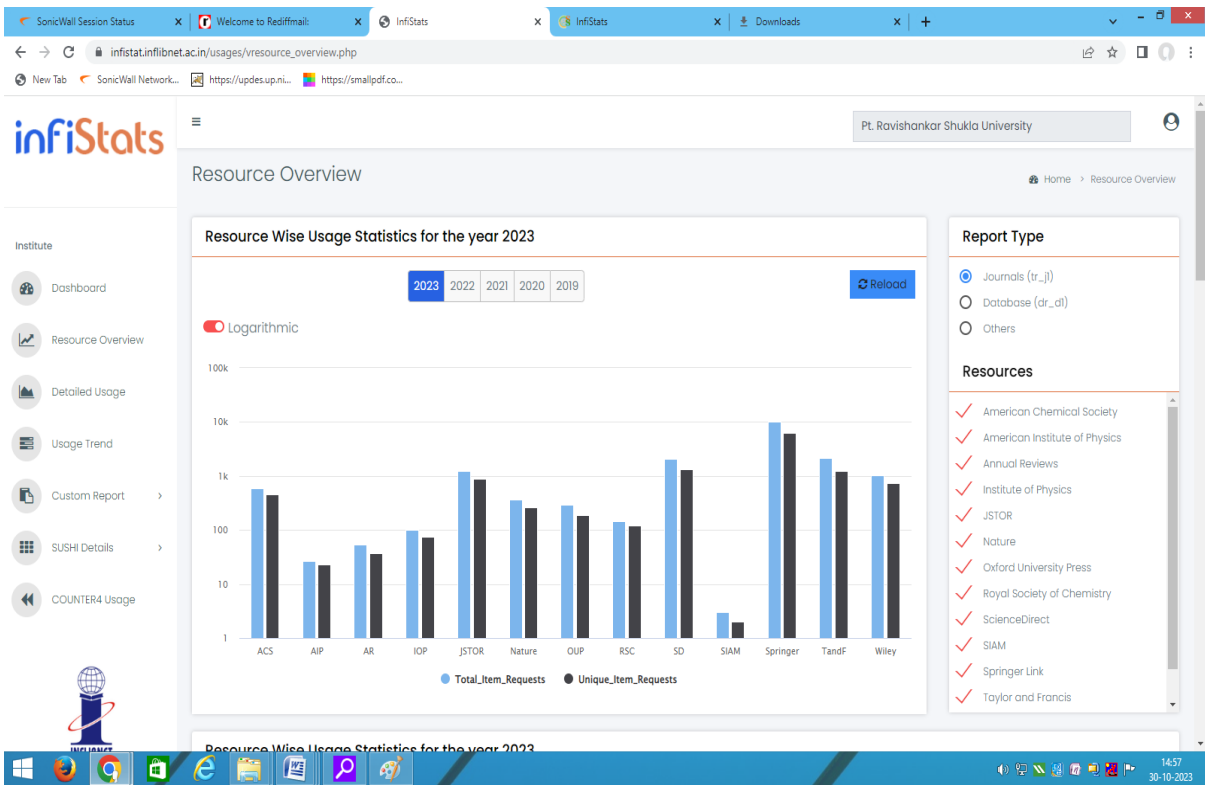 SonicWall Session Status
Welcome to Rediffmail:
InfiStats
InfiStats
Downloads
infistat.inflibnet.ac.in/usages/vresource_overview.php
New Tab
SonicWall Network...
https://updes.up.ni...
https://smallpdf.co...
infiStats
Pt. Ravishankar Shukla University
Resource Overview
Home > Resource Overview
Institute
Dashboard
Resource Overview
Detailed Usage
Usage Trend
Custom Report >
SUSHI Details >
COUNTER4 Usage
Resource Wise Usage Statistics for the year 2023
2023 2022 2021 2020 2019
Reload
Logarithmic
100k
10k
1k
100
10
1
ACS AIP AR IOP JSTOR Nature OUP RSC SD SIAM Springer TandF Wiley
Total_Item_Requests Unique_Item_Requests
Report Type
Journals (tr_j1)
Database (dr_d1)
Others
Resources
American Chemical Society
American Institute of Physics
Annual Reviews
Institute of Physics
JSTOR
Nature
Oxford University Press
Royal Society of Chemistry
ScienceDirect
SIAM
Springer Link
Taylor and Francis
Resource Wise Usage Statistics for the year 2023
14:57
30-10-2023